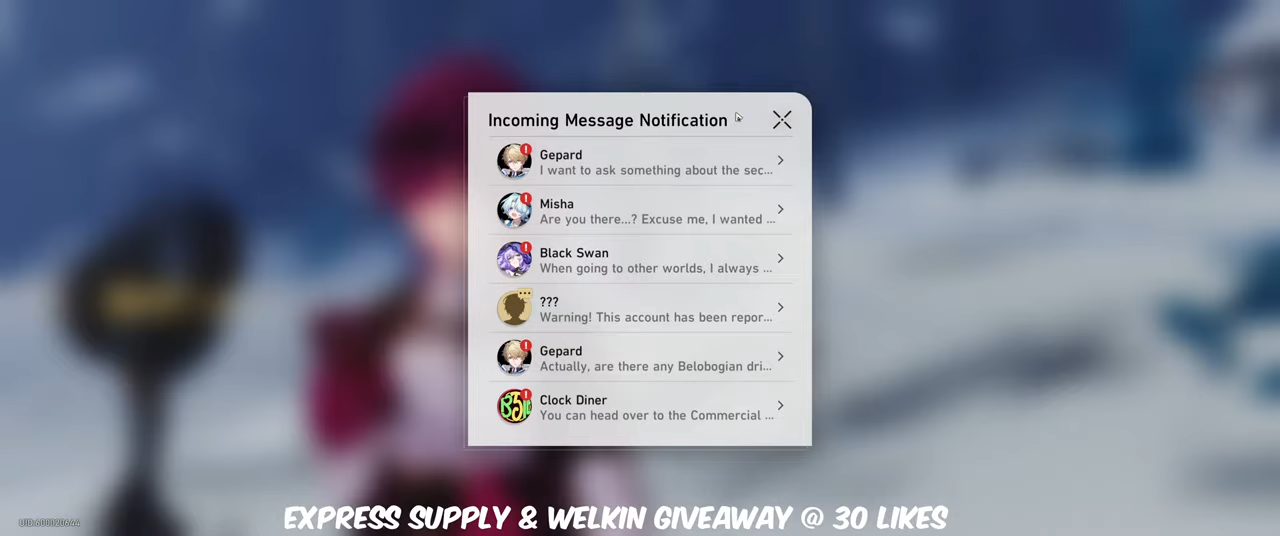 Incoming Message Notification
Gepard
I want to ask something about the sec...
Misha
Are you there...? Excuse me, I wanted ...
Black Swan
When going to other worlds, I always ...
???
Warning! This account has been repor...
Gepard
Actually, are there any Belobogian dri...
Clock Diner
You can head over to the Commercial ...
EXPRESS SUPPLY & WELKIN GIVEAWAY @ 30 LIKES